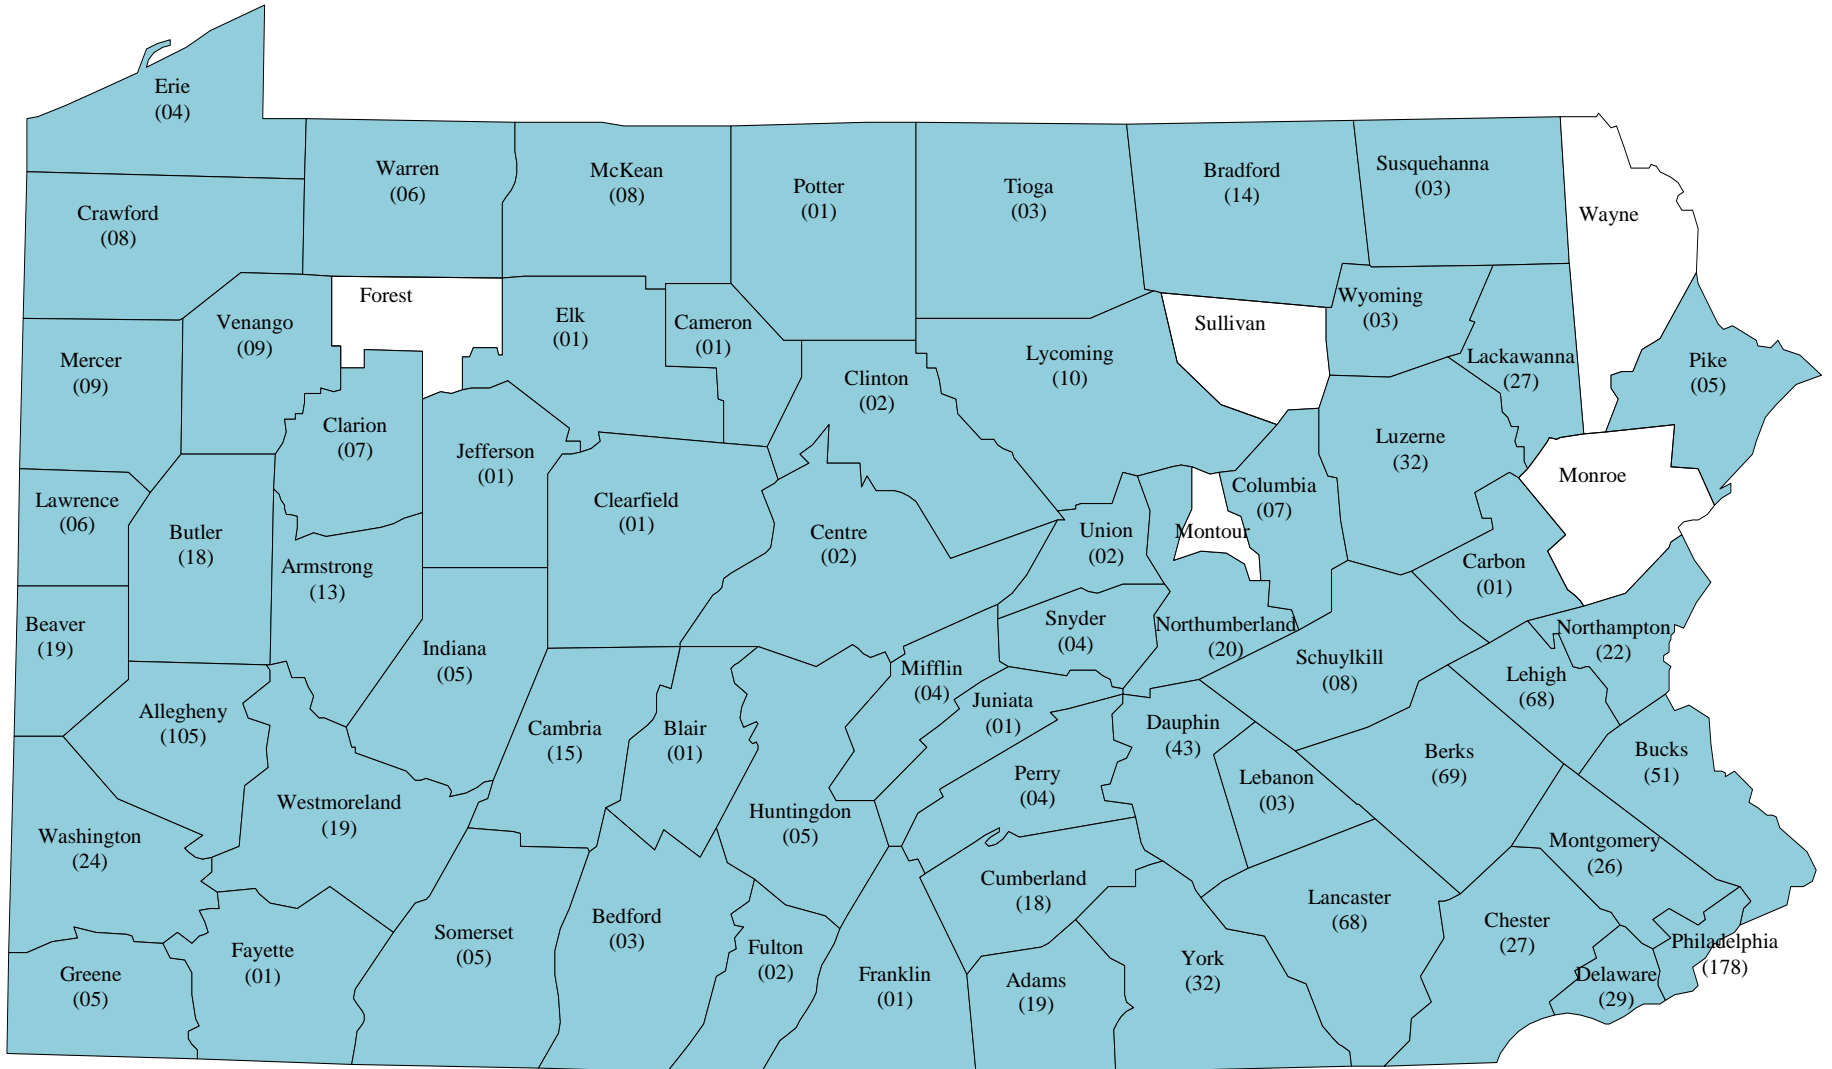 Erie
(04)
Warren
(06)
McKean
(08)
Potter
(01)
Tioga
(03)
Bradford
(14)
Susquehanna
(03)
Wayne
Crawford
(08)
Forest
Venango
(09)
Elk
(01)
Cameron
(01)
Sullivan
Wyoming
(03)
Lackawanna
(27)
Pike
(05)
Mercer
(09)
Clinton
(02)
Lycoming
(10)
Clarion
(07)
Jefferson
(01)
Luzerne
(32)
Monroe
Lawrence
(06)
Butler
(18)
Clearfield
(01)
Centre
(02)
Union
(02)
Montour
Columbia
(07)
Armstrong
(13)
Carbon
(01)
Beaver
(19)
Indiana
(05)
Snyder
(04)
Northumberland
(20)
Northampton
(22)
Mifflin
(04)
Schuylkill
(08)
Lehigh
(68)
Allegheny
(105)
Cambria
(15)
Blair
(01)
Juniata
(01)
Dauphin
(43)
Berks
(69)
Bucks
(51)
Westmoreland
(19)
Huntingdon
(05)
Perry
(04)
Lebanon
(03)
Washington
(24)
Montgomery
(26)
Cumberland
(18)
Lancaster
(68)
Chester
(27)
Philadelphia
(178)
Greene
(05)
Fayette
(01)
Somerset
(05)
Bedford
(03)
Fulton
(02)
Franklin
(01)
Adams
(19)
York
(32)
Delaware
(29)